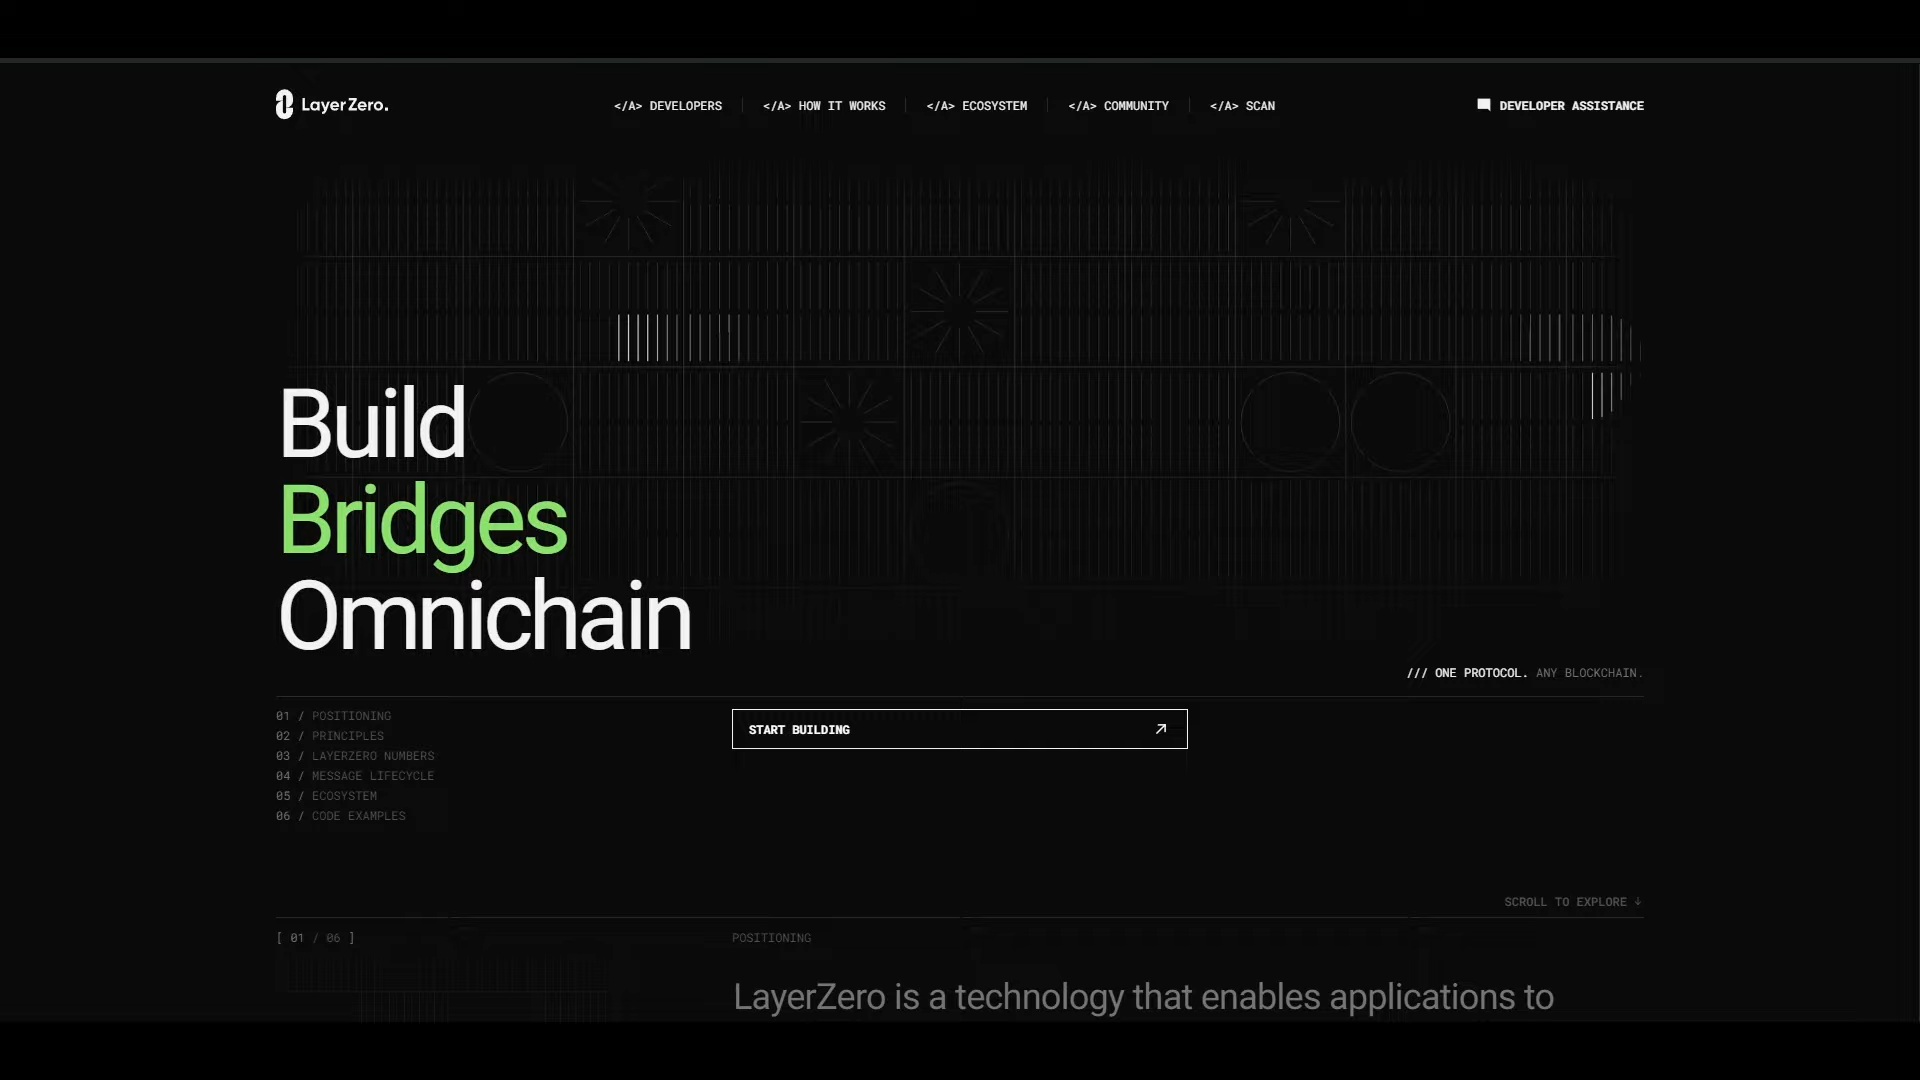 LayerZero.
</A> DEVELOPERS
</A> HOW IT WORKS
</A> ECOSYSTEM
</A> COMMUNITY
</A> SCAN
DEVELOPER ASSISTANCE
Build
Bridges
Omnichain
/// ONE PROTOCOL. ANY BLOCKCHAIN.
01 / POSITIONING
02 / PRINCIPLES
03 / LAYERZERO NUMBERS
04 / MESSAGE LIFECYCLE
05 / ECOSYSTEM
06 / CODE EXAMPLES
START BUILDING
SCROLL TO EXPLORE ↓
[ 01 / 06 ]
POSITIONING
LayerZero is a technology that enables applications to